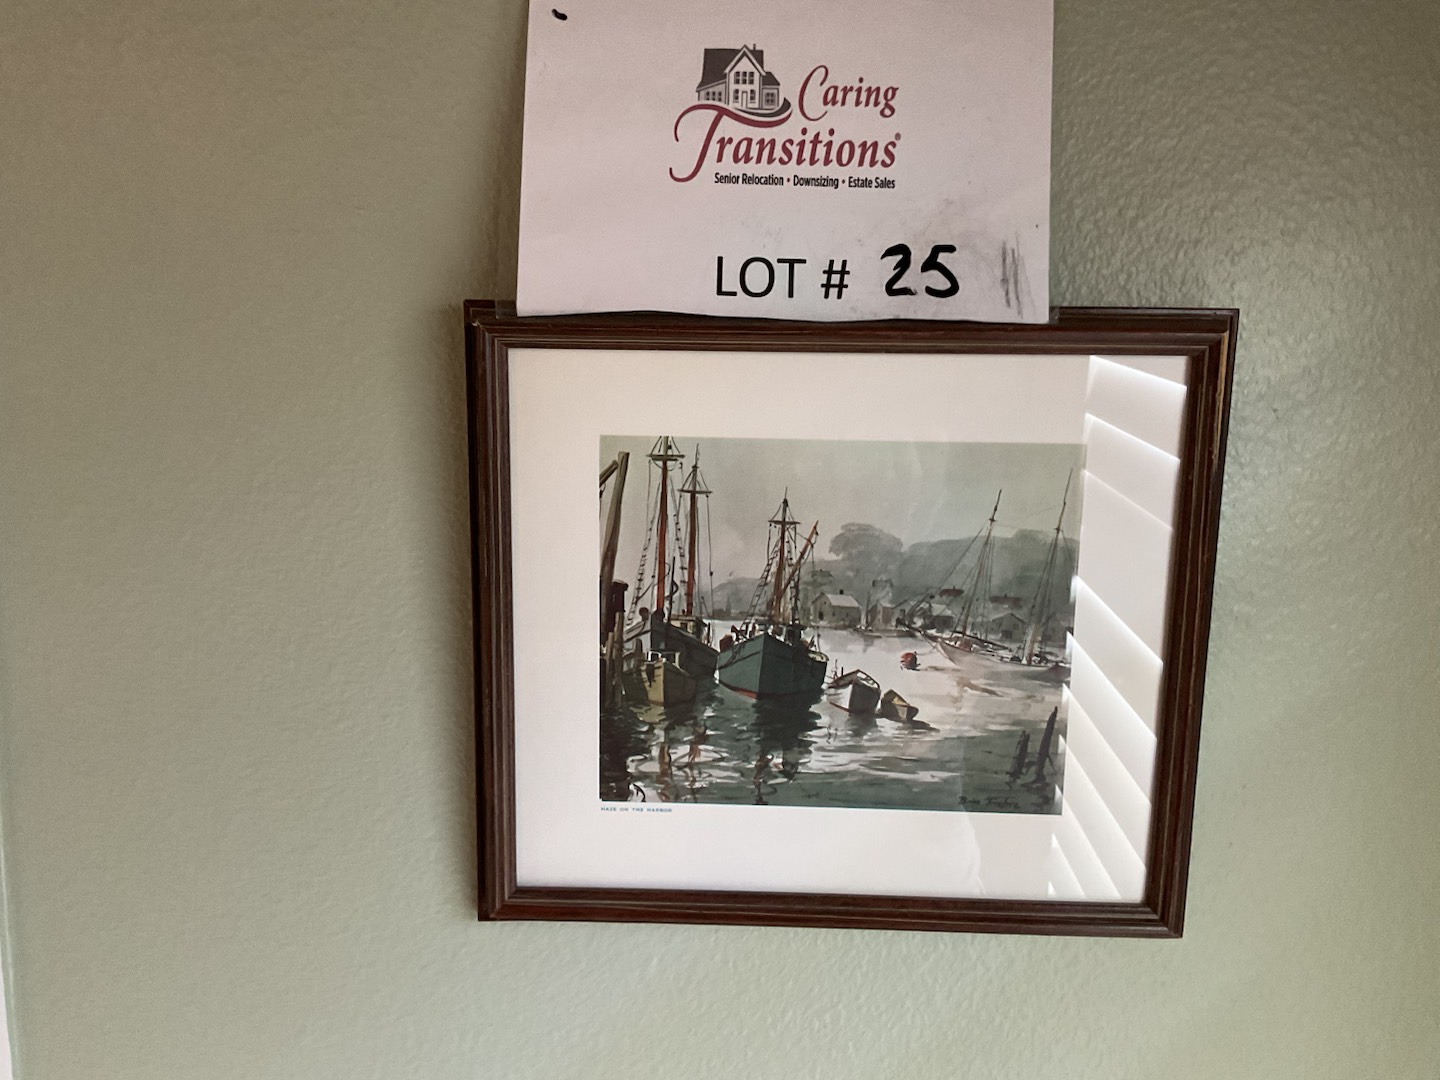 Caring
Transitions®
Senior Relocation • Downsizing • Estate Sales
LOT # 25
HAZE ON THE HARBOR